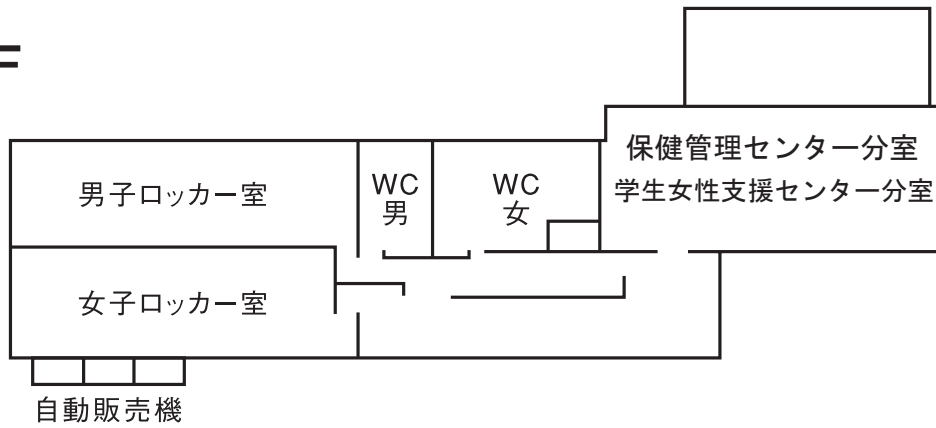 保健管理センター分室
学生女性支援センター分室
男子ロッカー室
WC
男
WC
女
女子ロッカー室
自動販売機